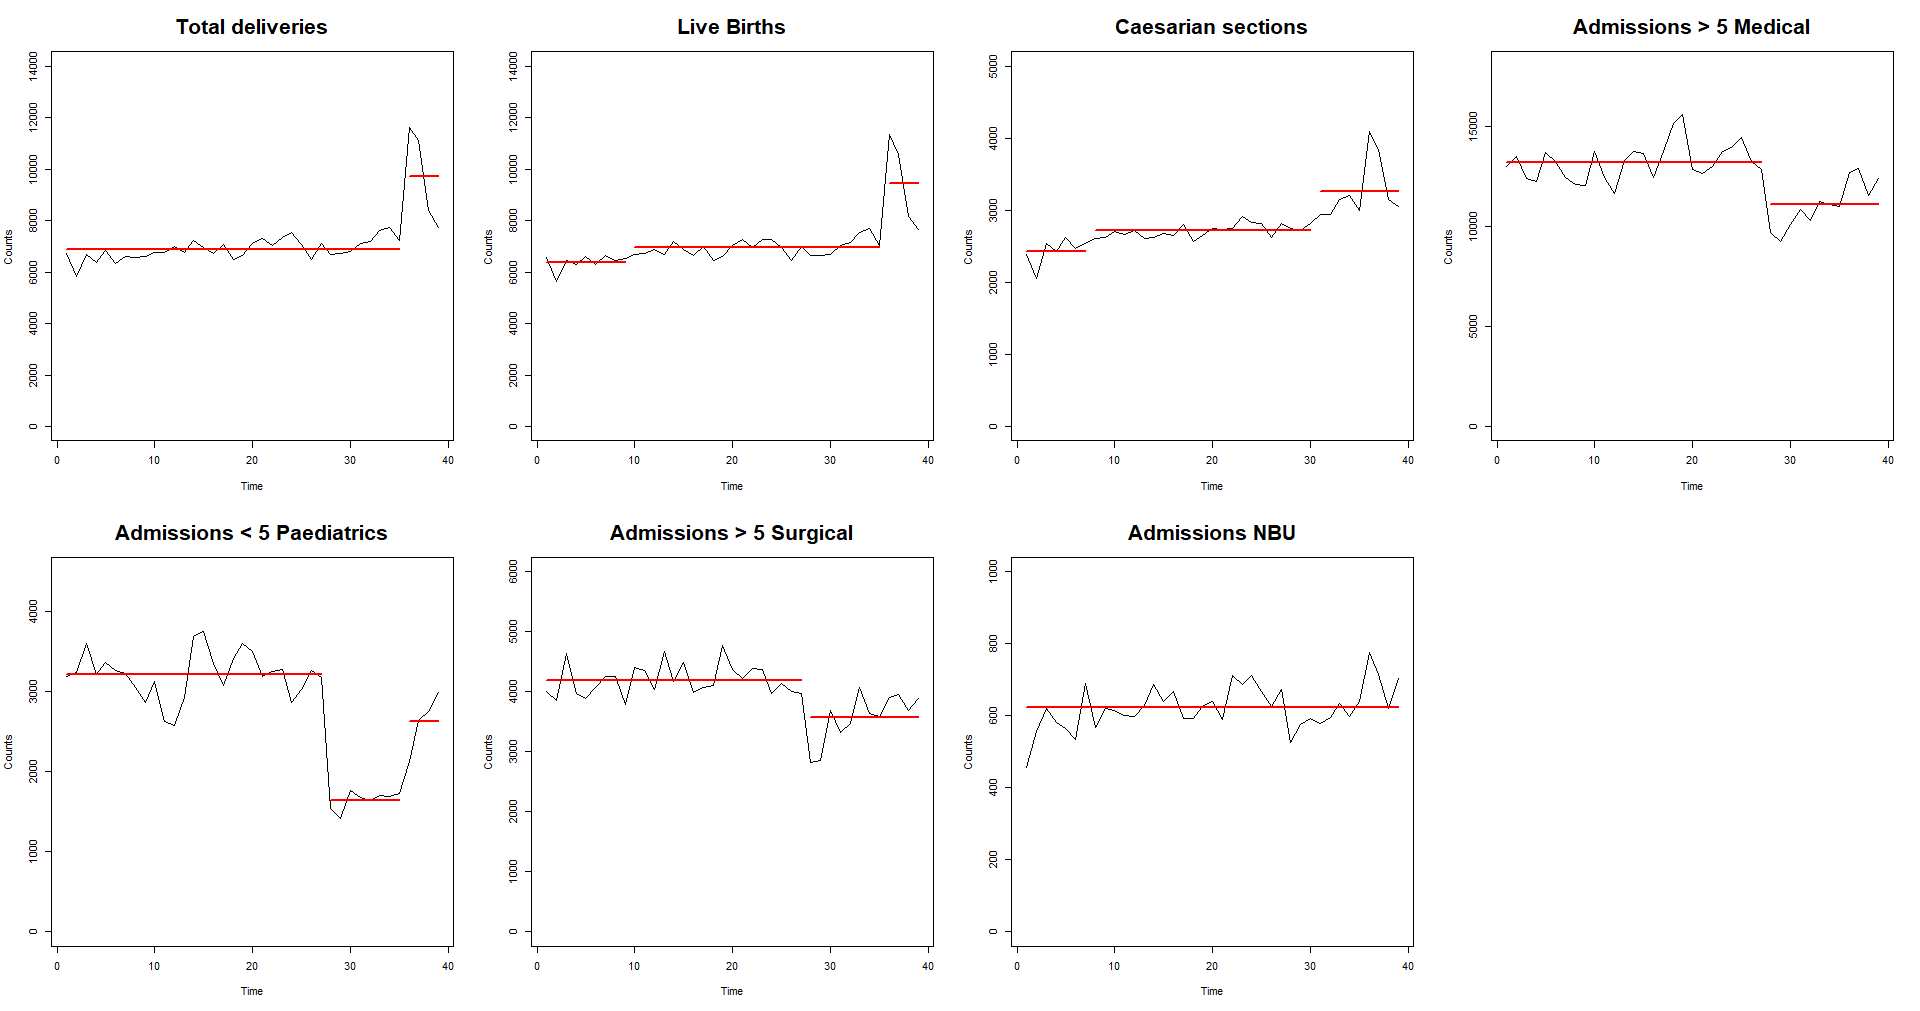 Total deliveries
Counts
14000
12000
10000
8000
6000
4000
2000
0
0 10 20 30 40
Time
Live Births
Counts
14000
12000
10000
8000
6000
4000
2000
0
0 10 20 30 40
Time
Caesarian sections
Counts
5000
4000
3000
2000
1000
0
0 10 20 30 40
Time
Admissions > 5 Medical
Counts
15000
10000
5000
0
0 10 20 30 40
Time
Admissions < 5 Paediatrics
Counts
4000
3000
2000
1000
0
0 10 20 30 40
Time
Admissions > 5 Surgical
Counts
6000
5000
4000
3000
2000
1000
0
0 10 20 30 40
Time
Admissions NBU
Counts
1000
800
600
400
200
0
0 10 20 30 40
Time